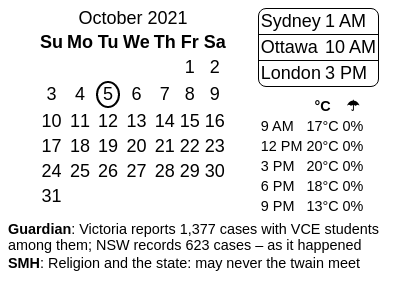 October 2021
Su Mo Tu We Th Fr Sa
1 2
3 4 5 6 7 8 9
10 11 12 13 14 15 16
17 18 19 20 21 22 23
24 25 26 27 28 29 30
31
Sydney 1 AM
Ottawa 10 AM
London 3 PM
°C ☂
9 AM 17°C 0%
12 PM 20°C 0%
3 PM 20°C 0%
6 PM 18°C 0%
9 PM 13°C 0%
Guardian: Victoria reports 1,377 cases with VCE students
among them; NSW records 623 cases – as it happened
SMH: Religion and the state: may never the twain meet